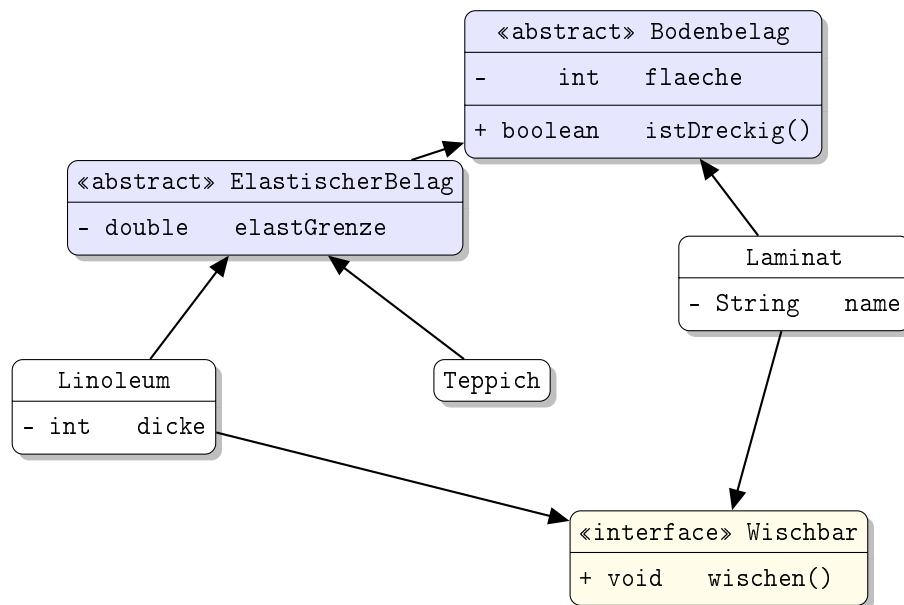 «abstract» Bodenbelag
- int flaeche
+ boolean istDreckig()
«abstract» ElastischerBelag
- double elastGrenze
Laminat
- String name
Linoleum
- int dicke
Teppich
«interface» Wischbar
+ void wischen()